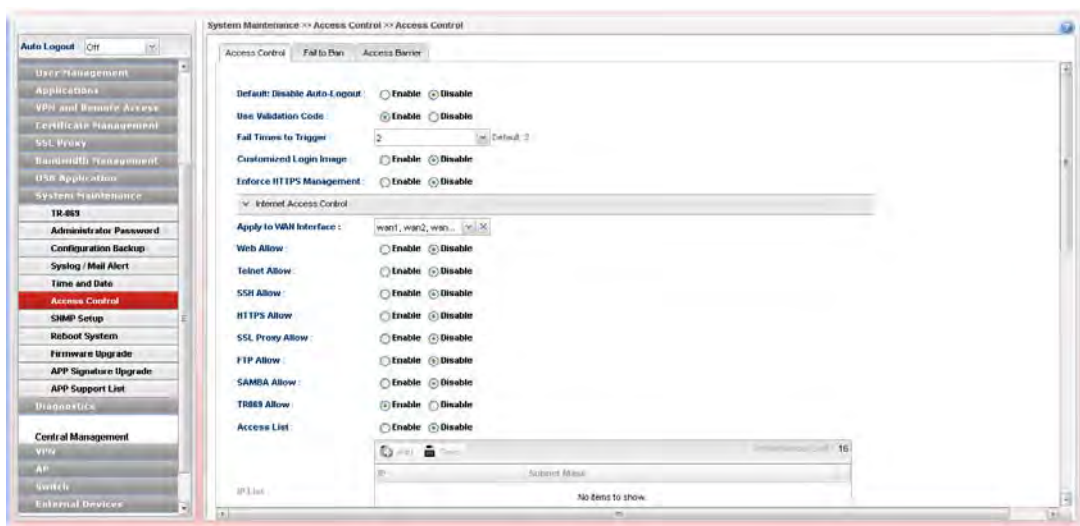 System Maintenance >> Access Control >> Access Control
Auto Logout : Off
User Management
Applications
VPN and Remote Access
Certificate Management
SSL Proxy
Bandwidth Management
USB Application
System Maintenance
TR-069
Administrator Password
Configuration Backup
Syslog / Mail Alert
Time and Date
Access Control
SNMP Setup
Reboot System
Firmware Upgrade
APP Signature Upgrade
APP Support List
Diagnostics
Central Management
VPN
AP
Switch
External Devices
Access Control Fail to Ban Access Barrier
Default: Disable Auto-Logout : Enable Disable
Use Validation Code : Enable Disable
Fail Times to Trigger : 2 Default: 2
Customized Login Image : Enable Disable
Enforce HTTPS Management : Enable Disable
Internet Access Control
Apply to WAN Interface : wan1, wan2, wan...
Web Allow : Enable Disable
Telnet Allow : Enable Disable
SSH Allow : Enable Disable
HTTPS Allow : Enable Disable
SSL Proxy Allow : Enable Disable
FTP Allow : Enable Disable
SAMBA Allow : Enable Disable
TR069 Allow : Enable Disable
Access List : Enable Disable
Add Save 16
IP Subnet Mask
IP List :
No items to show.